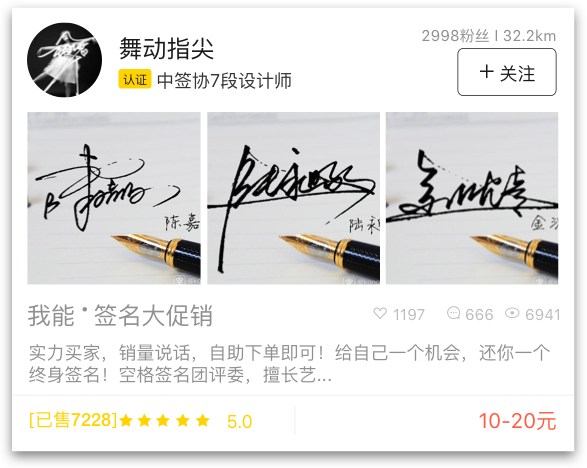 舞动指尖
2998粉丝 | 32.2km
认证 中签协7段设计师
+ 关注
陈嘉
陆永
金
我能·签名大促销
1197 666 6941
实力买家，销量说话，自助下单即可！给自己一个机会，还你一个
终身签名！空格签名团评委，擅长艺...
[已售7228]★★★★★ 5.0
10-20元